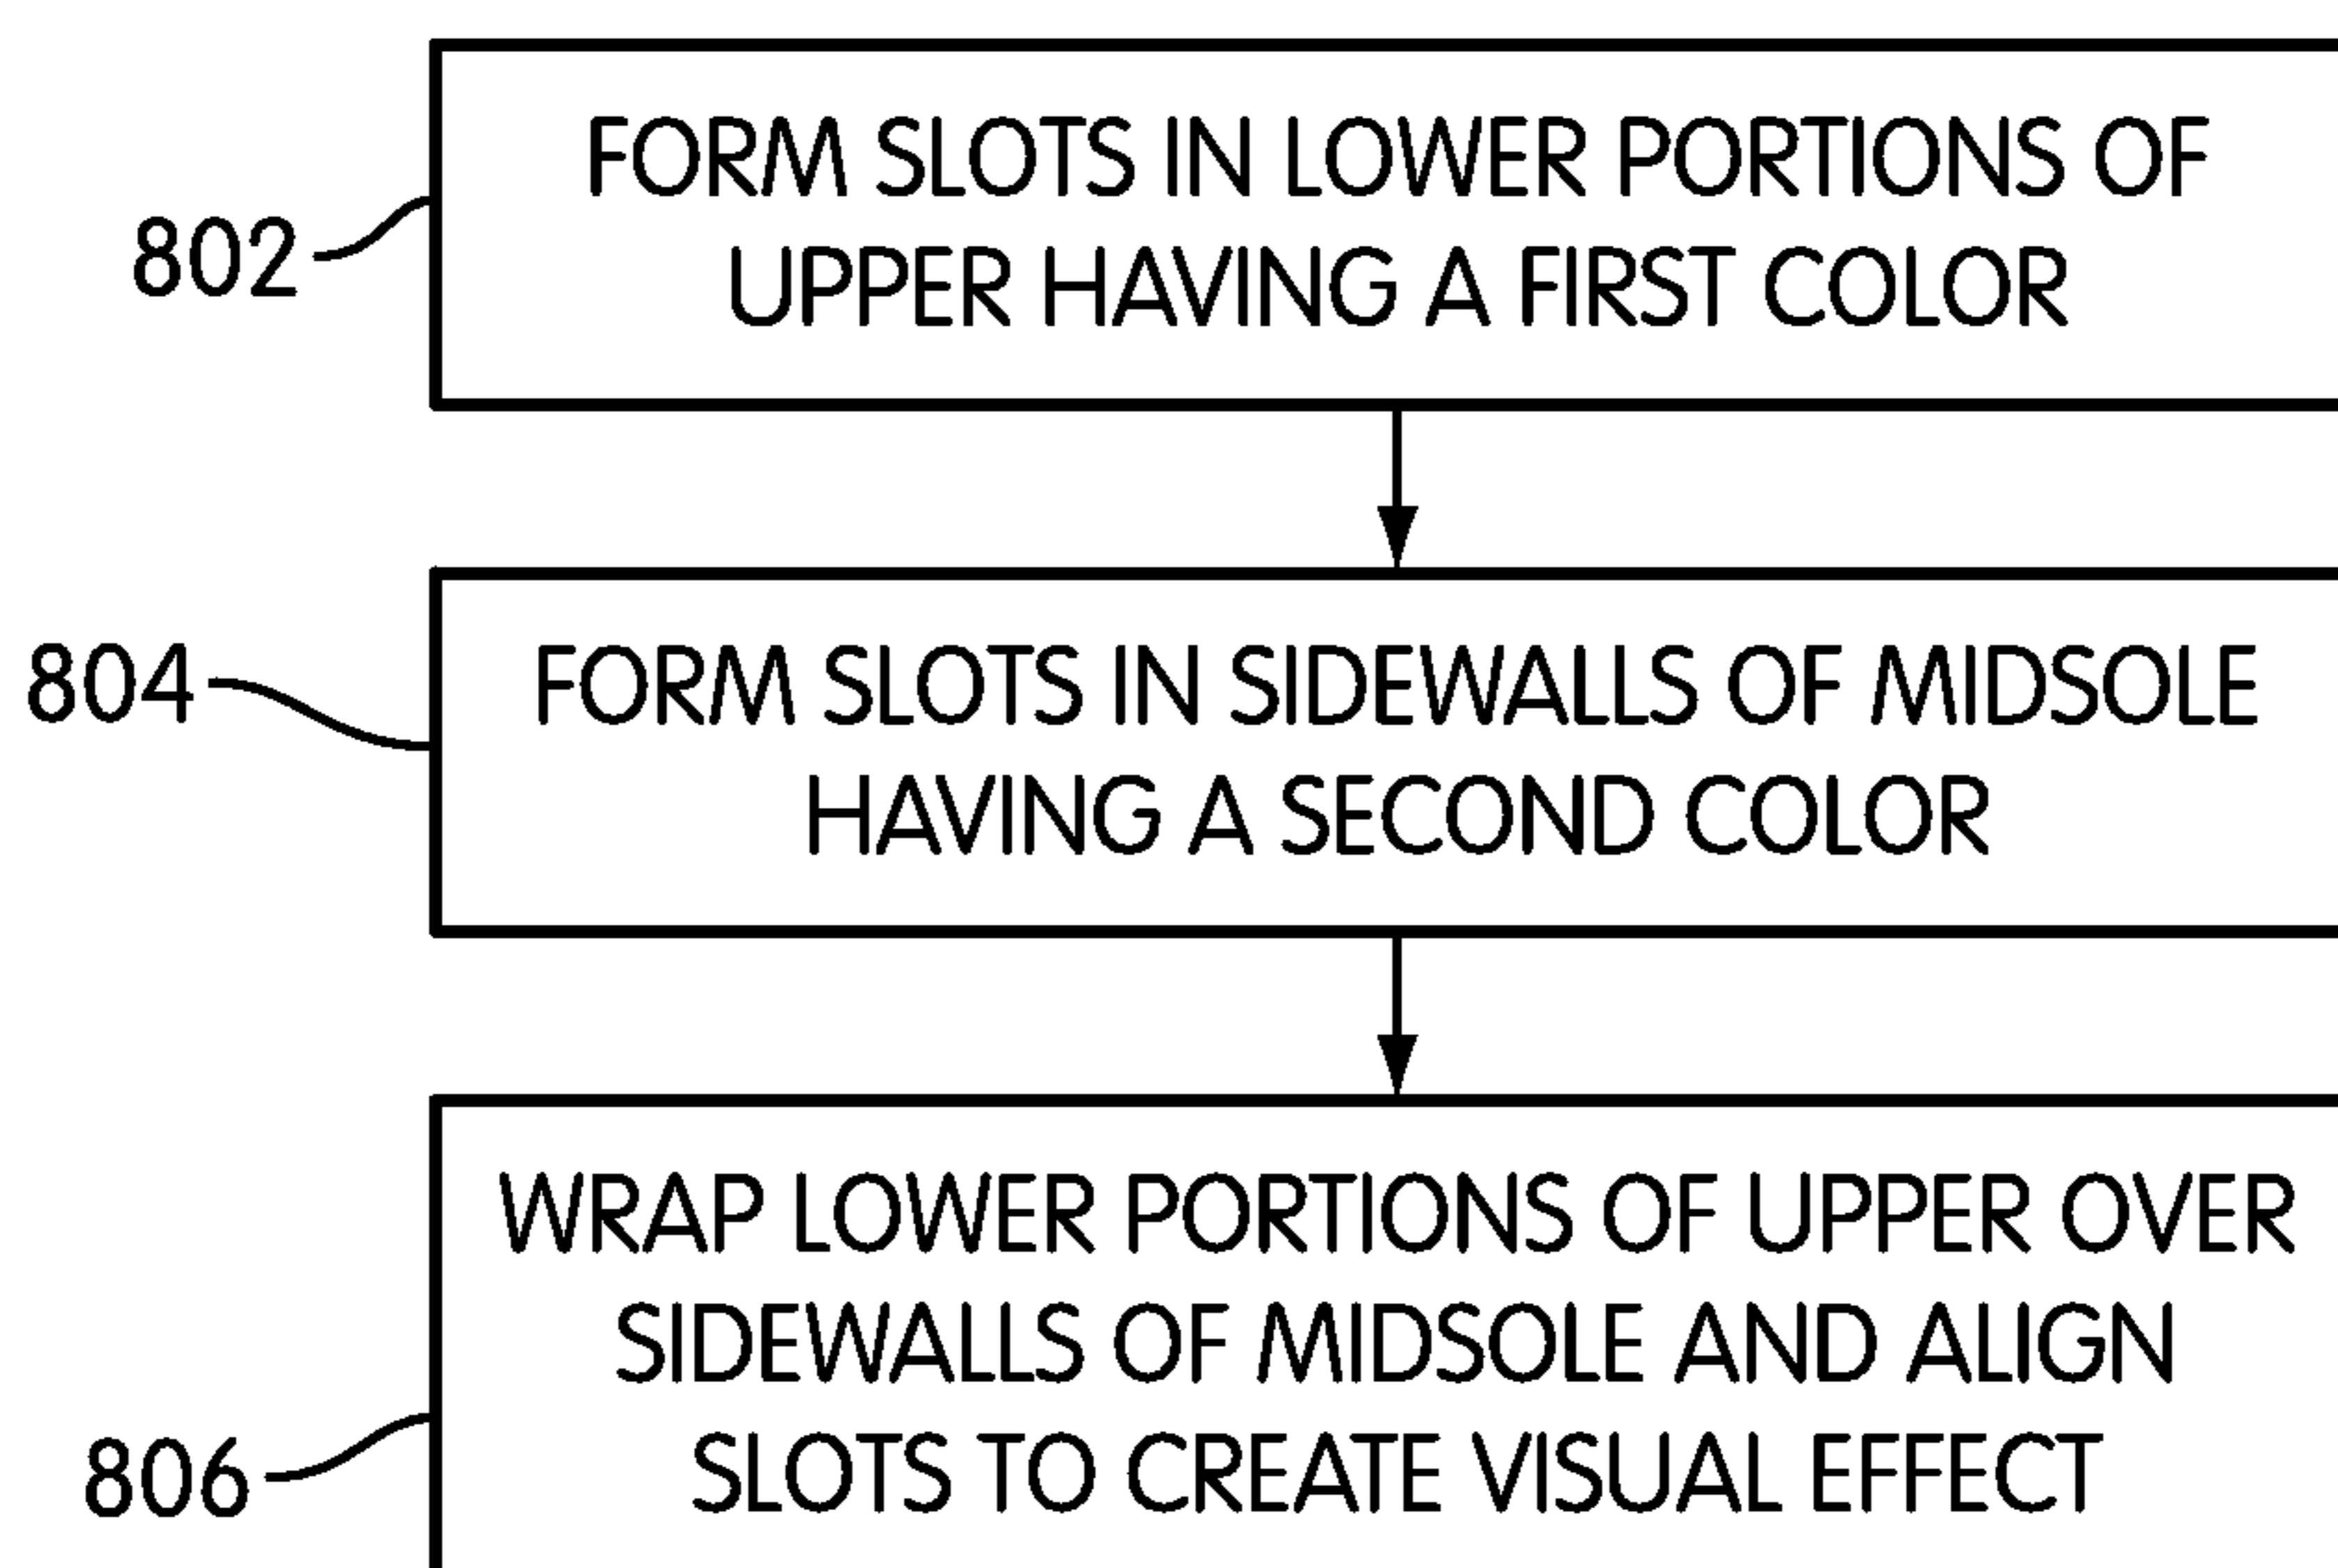 FORM SLOTS IN LOWER PORTIONS OF
UPPER HAVING A FIRST COLOR
802
804
FORM SLOTS IN SIDEWALLS OF MIDSOLE
HAVING A SECOND COLOR
WRAP LOWER PORTIONS OF UPPER OVER
SIDEWALLS OF MIDSOLE AND ALIGN
SLOTS TO CREATE VISUAL EFFECT
806